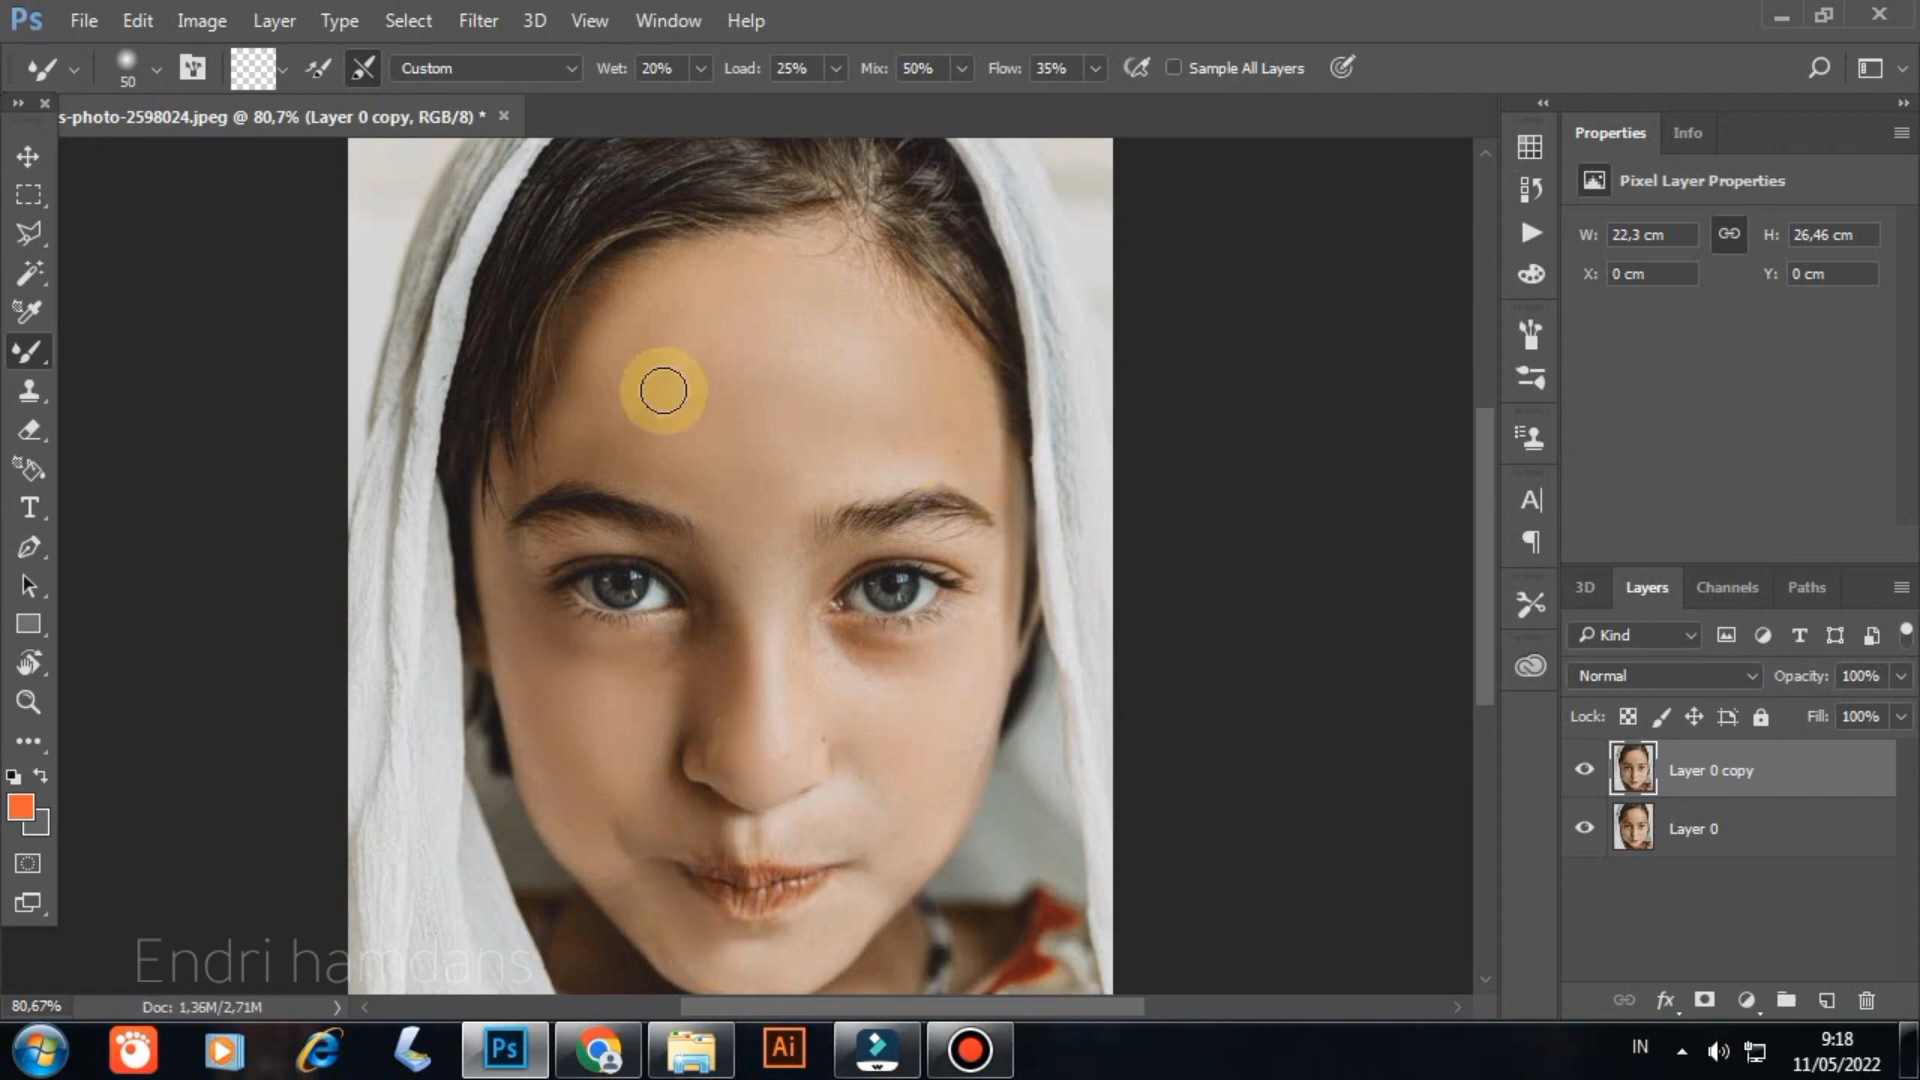 Ps File Edit Image Layer Type Select Filter 3D View Window Help
50 Custom Wet: 20% Load: 25% Mix: 50% Flow: 35% Sample All Layers
s-photo-2598024.jpeg @ 80,7% (Layer 0 copy, RGB/8) *
Properties Info
Pixel Layer Properties
W: 22,3 cm H: 26,46 cm
X: 0 cm Y: 0 cm
3D Layers Channels Paths
Kind
Normal Opacity: 100%
Lock: Fill: 100%
Layer 0 copy
Layer 0
Endri hamdans
80,67% Doc: 1,36M/2,71M
Ps Ai IN 9:18
11/05/2022